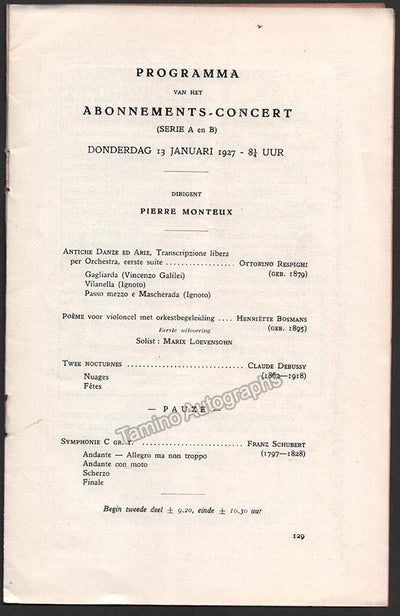 PROGRAMMA
VAN HET
ABONNEMENTS-CONCERT
(SERIE A en B)
DONDERDAG 13 JANUARI 1927 - 8¼ UUR
DIRIGENT
PIERRE MONTEUX
ANTICHE DANZE ED ARIE, Transcripzione libera
per Orchestra, eerste suite .................. OTTORINO RESPIGHI
Gagliarda (Vincenzo Galilei) (GEB. 1879)
Vilanella (Ignoto)
Passo mezzo e Mascherada (Ignoto)
POËME voor violoncel met orkestbegeleiding .... HENRIËTTE BOSMANS
Eerste uitvoering (GEB. 1895)
Solist: MARIX LOEVENSOHN
TWEE NOCTURNES .............................. CLAUDE DEBUSSY
Nuages (1862—1918)
Fêtes
— PAUZE —
SYMPHONIE C GR. T. .......................... FRANZ SCHUBERT
Andante — Allegro ma non troppo (1797—1828)
Andante con moto
Scherzo
Finale
Begin tweede deel ± 9.20, einde ± 10.30 uur
129
Tamino Autographs